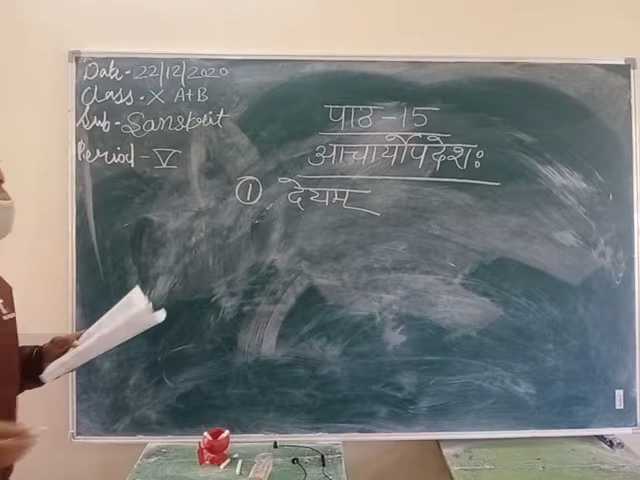 Date- 22/12/2020
Class- X A+B
Sub- Sanskrit
Period - V
पाठ -15
आचार्योपदेशः
① देयम्